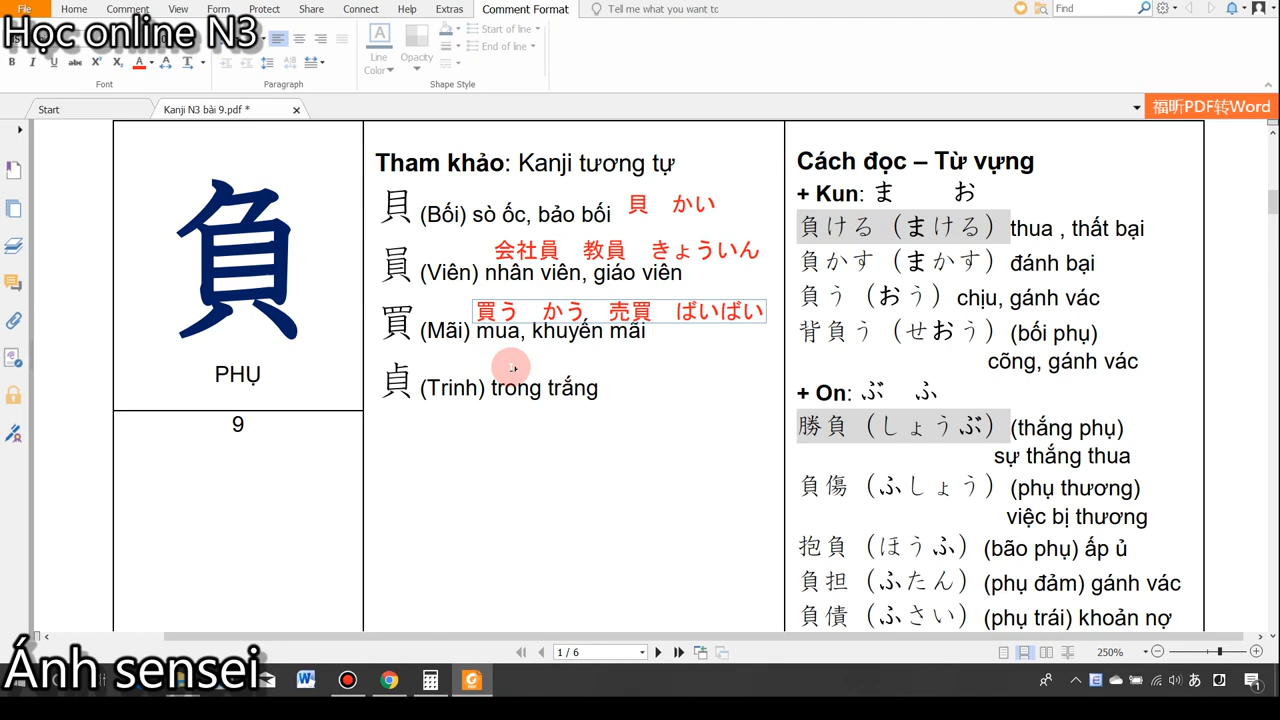 File Home Comment View Form Protect Share Connect Help Extras Comment Format Tell me what you want tc Find
Học online N3
Line Color Opacity Start of line End of line
Font Paragraph Shape Style
Start Kanji N3 bài 9.pdf * 福昕PDF转Word
負
PHỤ
9
Tham khảo: Kanji tương tự
貝 (Bối) sò ốc, bảo bối 貝 かい
会社員 教員 きょういん
員 (Viên) nhân viên, giáo viên
買う かう 売買 ばいばい
買 (Mãi) mua, khuyến mãi
貞 (Trinh) trong trắng
Cách đọc – Từ vựng
+ Kun: ま お
負ける (まける) thua , thất bại
負かす (まかす) đánh bại
負う (おう) chịu, gánh vác
背負う (せおう) (bối phụ)
cõng, gánh vác
+ On: ぶ ふ
勝負 (しょうぶ) (thắng phụ)
sự thắng thua
負傷 (ふしょう) (phụ thương)
việc bị thương
抱負 (ほうふ) (bão phụ) ấp ủ
負担 (ふたん) (phụ đảm) gánh vác
負債 (ふさい) (phụ trái) khoản nợ
1 / 6 250%
Ánh sensei